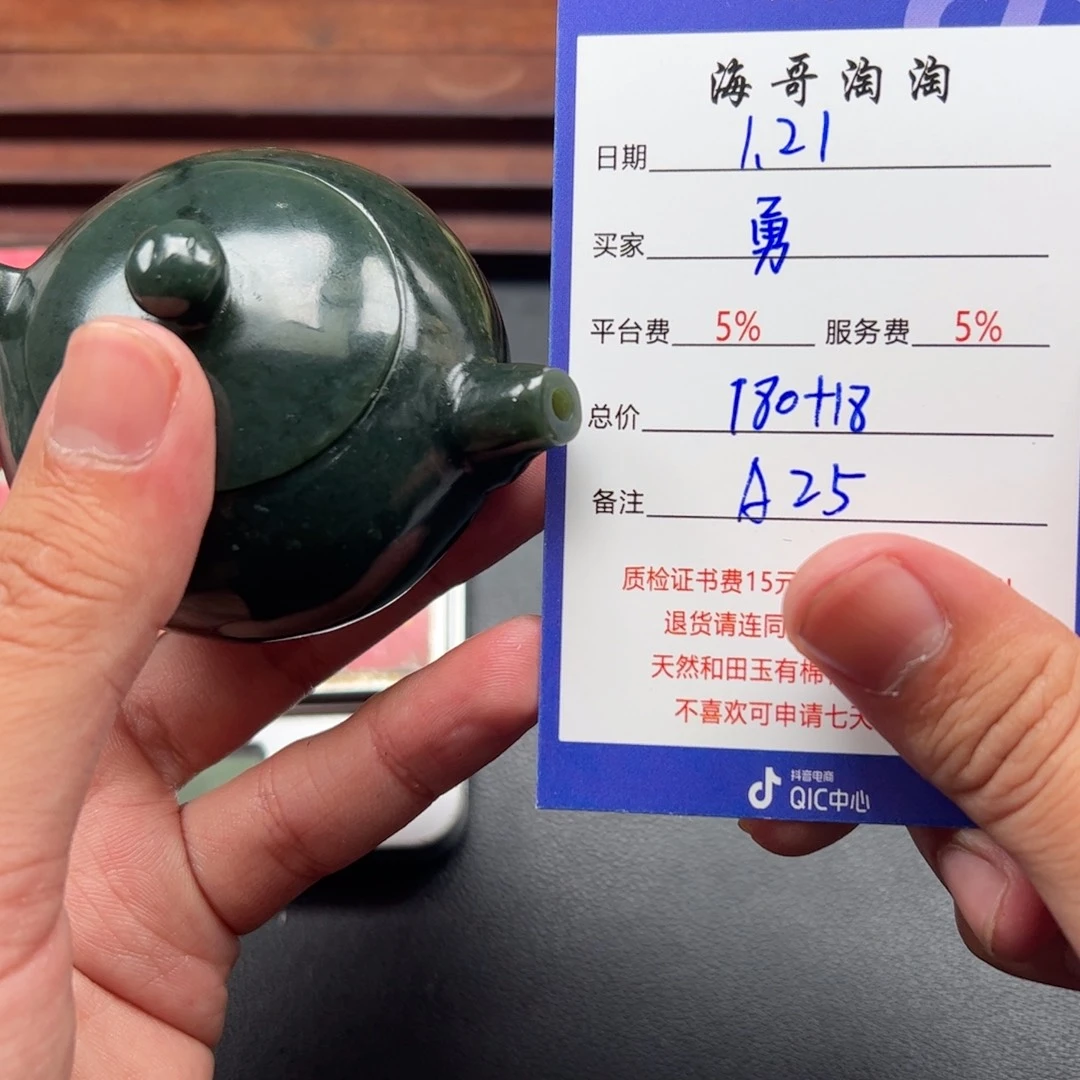 海哥淘淘
日期 1.21
买家 勇
平台费 5% 服务费 5%
总价 180+18
备注 A25
质检证书费15元
退货请连同
天然和田玉有棉
不喜欢可申请七天
抖音电商
QIC中心